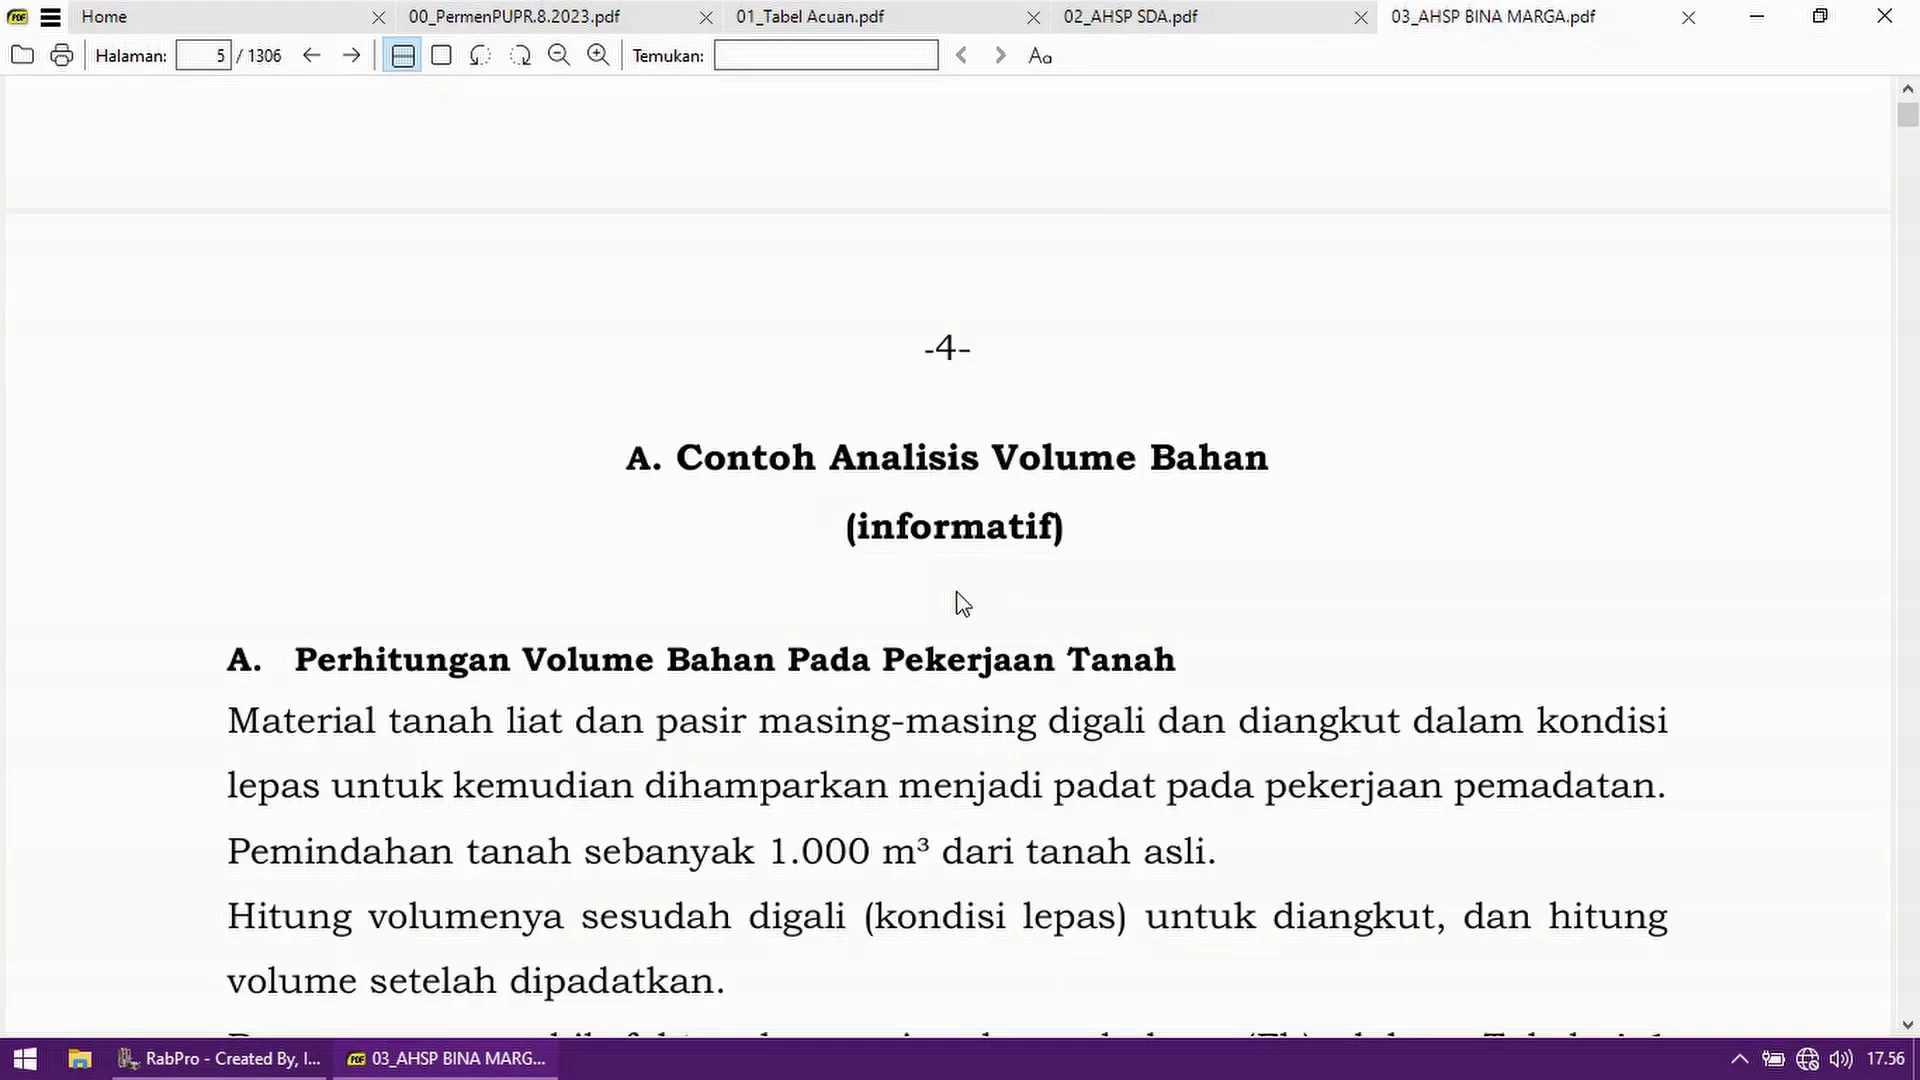 Home
00_PermenPUPR.8.2023.pdf
01_Tabel Acuan.pdf
02_AHSP SDA.pdf
03_AHSP BINA MARGA.pdf
Halaman: 5 / 1306
Temukan:
Aa
-4-
A. Contoh Analisis Volume Bahan
(informatif)
A. Perhitungan Volume Bahan Pada Pekerjaan Tanah
Material tanah liat dan pasir masing-masing digali dan diangkut dalam kondisi
lepas untuk kemudian dihamparkan menjadi padat pada pekerjaan pemadatan.
Pemindahan tanah sebanyak 1.000 m³ dari tanah asli.
Hitung volumenya sesudah digali (kondisi lepas) untuk diangkut, dan hitung
volume setelah dipadatkan.
RabPro - Created By, I...
PDF 03_AHSP BINA MARG...
17.56